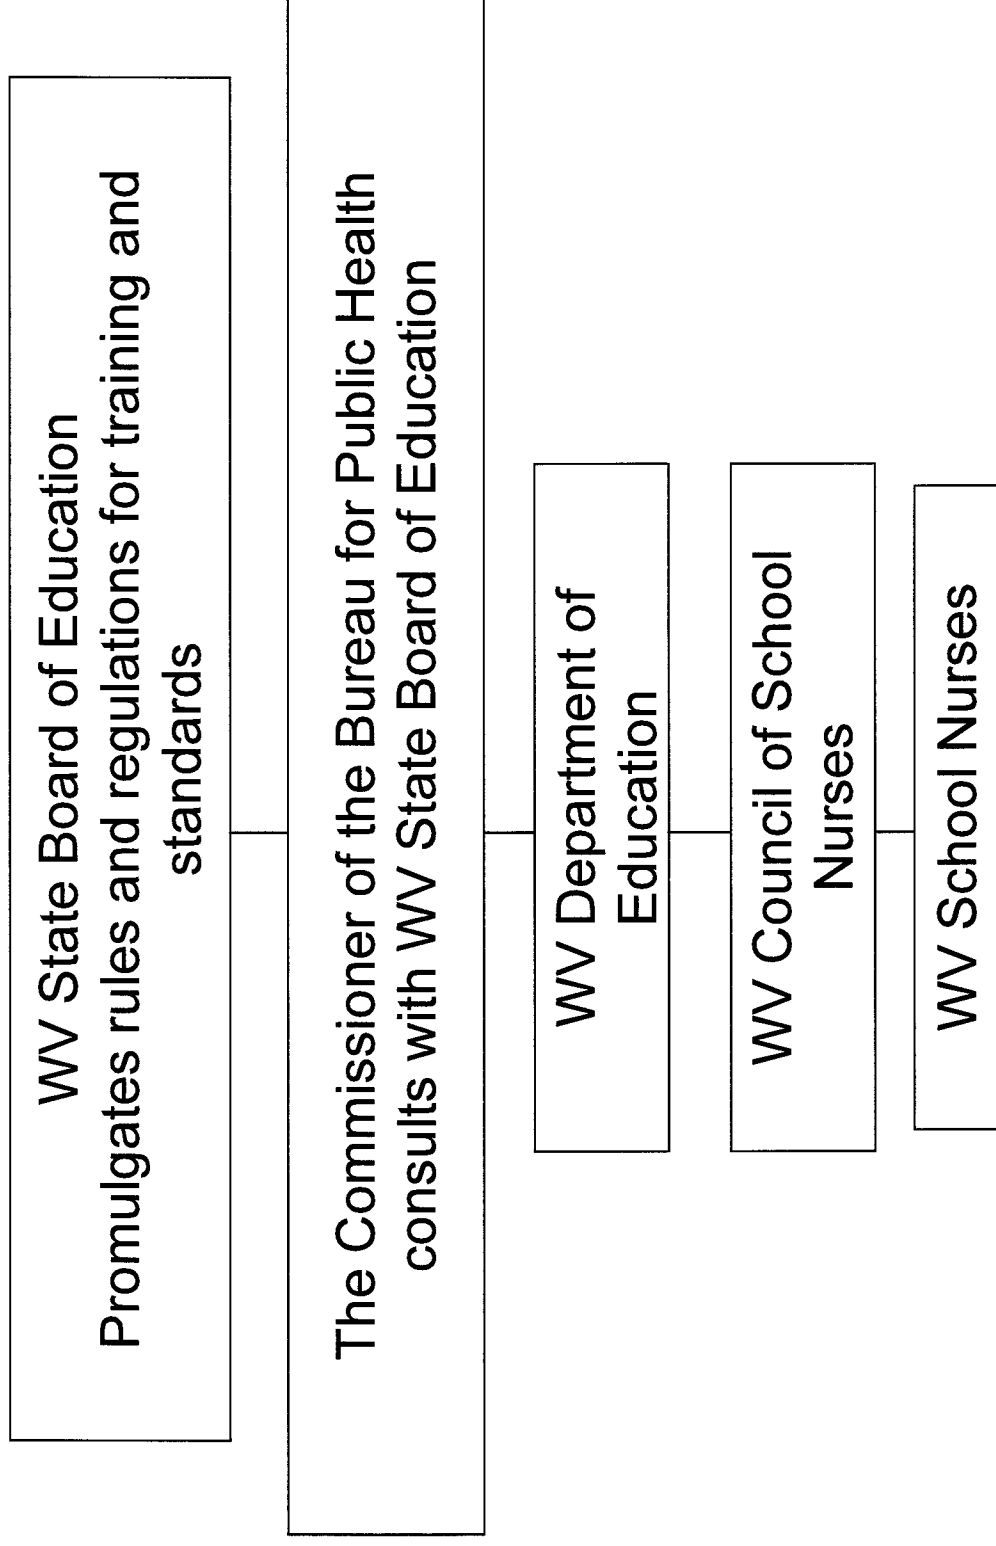 WV State Board of Education
Promulgates rules and regulations for training and
standards
The Commissioner of the Bureau for Public Health
consults with WV State Board of Education
WV Department of
Education
WV Council of School
Nurses
WV School Nurses